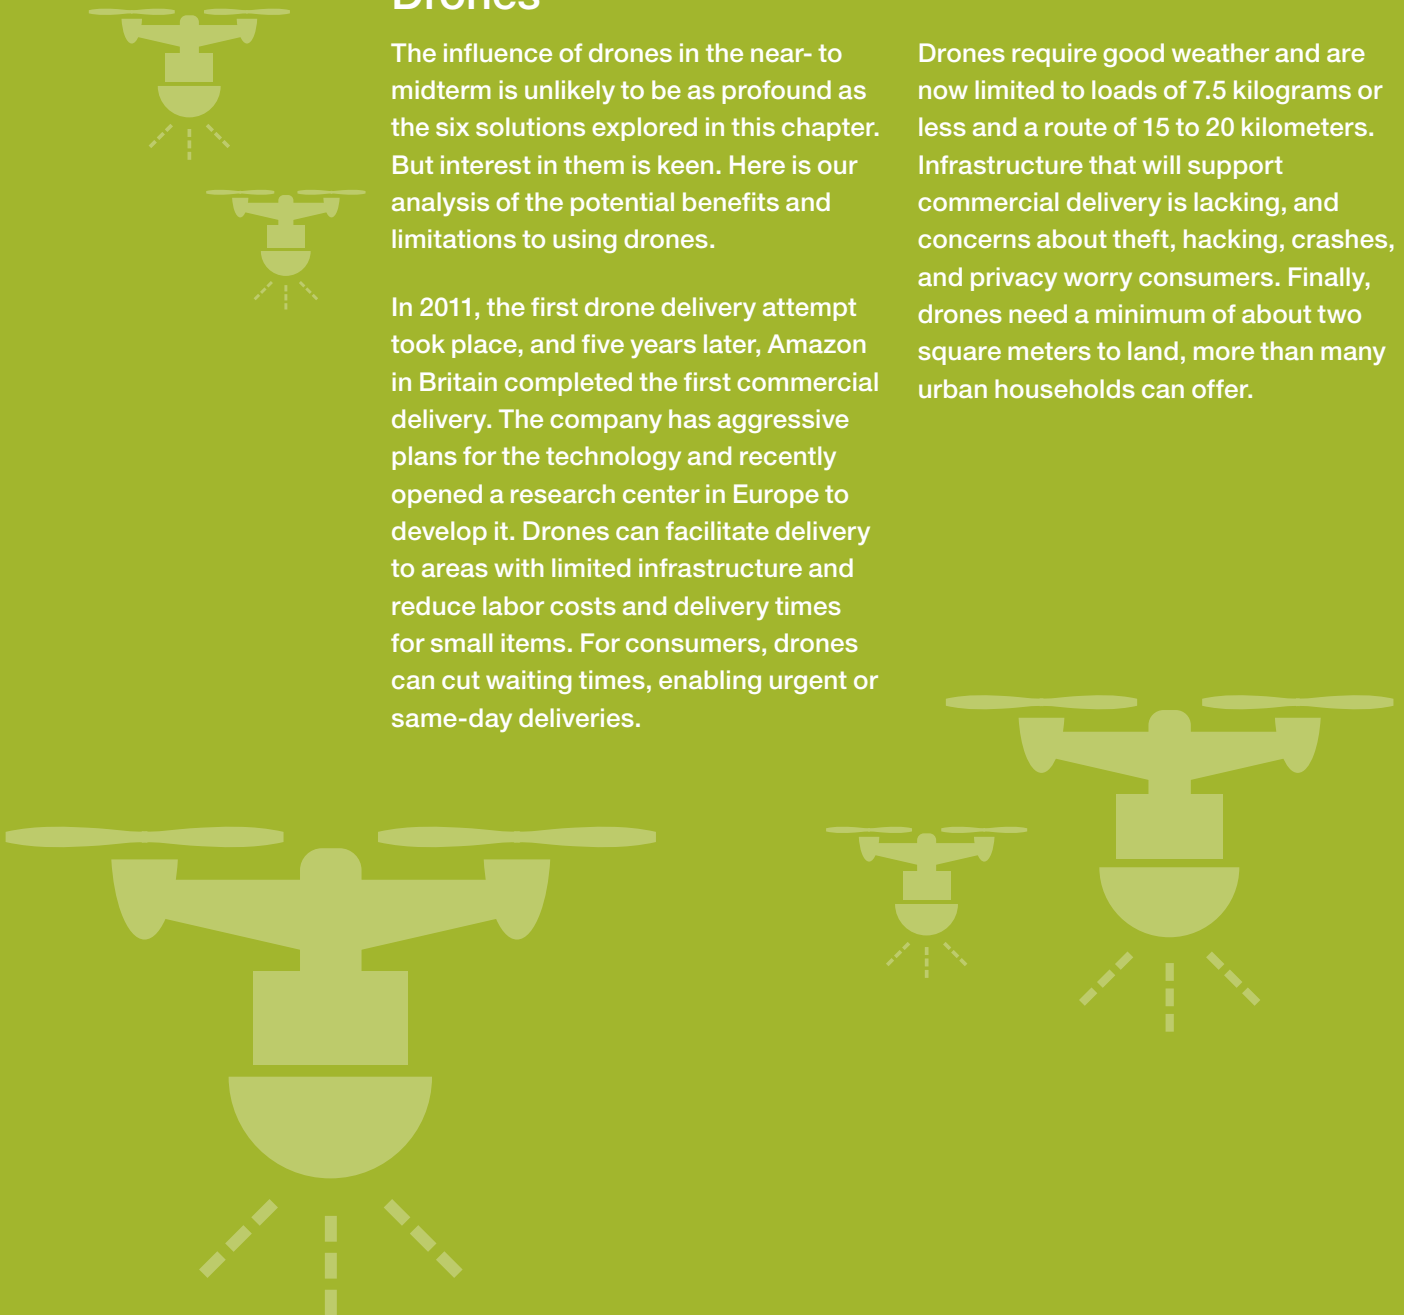 Drones
The influence of drones in the near- to
midterm is unlikely to be as profound as
the six solutions explored in this chapter.
But interest in them is keen. Here is our
analysis of the potential benefits and
limitations to using drones.
In 2011, the first drone delivery attempt
took place, and five years later, Amazon
in Britain completed the first commercial
delivery. The company has aggressive
plans for the technology and recently
opened a research center in Europe to
develop it. Drones can facilitate delivery
to areas with limited infrastructure and
reduce labor costs and delivery times
for small items. For consumers, drones
can cut waiting times, enabling urgent or
same-day deliveries.
Drones require good weather and are
now limited to loads of 7.5 kilograms or
less and a route of 15 to 20 kilometers.
Infrastructure that will support
commercial delivery is lacking, and
concerns about theft, hacking, crashes,
and privacy worry consumers. Finally,
drones need a minimum of about two
square meters to land, more than many
urban households can offer.